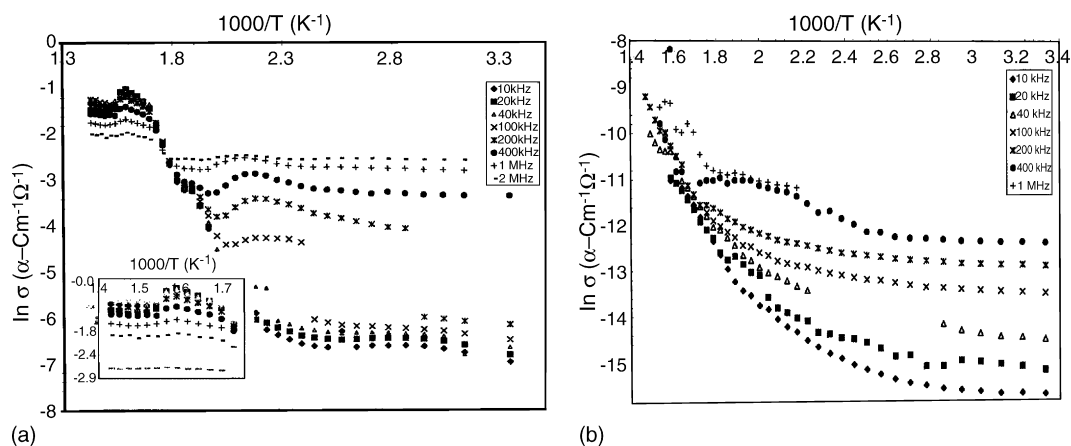 1000/T (K-1)
0
1.3
1.8
2.3
2.8
3.3
-1
-2
-3
-4
-5
-6
-7
-8
ln σ (α–Cm-1Ω-1)
10kHz
20kHz
40kHz
100kHz
200kHz
400kHz
1 MHz
-2 MHz
1000/T (K-1)
-0.0
1.4
1.5
1.6
1.7
-1.8
-2.4
-2.9
(a)
1000/T (K-1)
-8
1.4
1.6
1.8
2
2.2
2.4
2.6
2.8
3
3.2
3.4
-9
-10
-11
-12
-13
-14
-15
ln σ (α–Cm-1Ω-1)
10 kHz
20 kHz
40 kHz
100 kHz
200 kHz
400 kHz
1 MHz
(b)